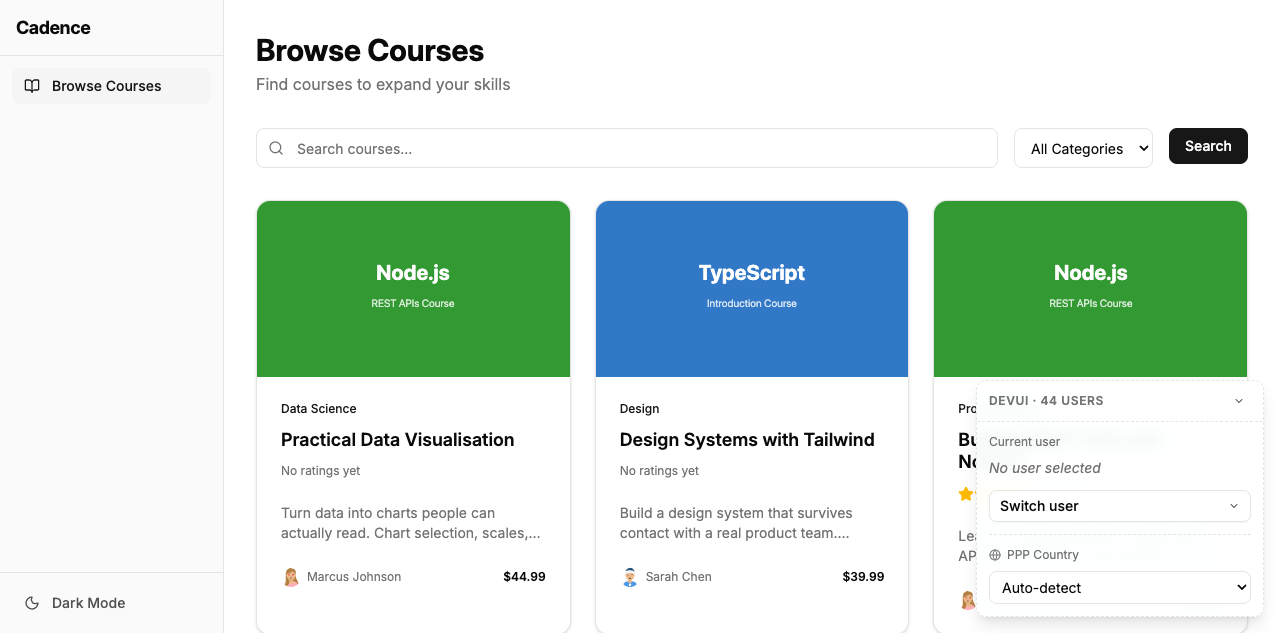 Cadence
Browse Courses
Dark Mode
Browse Courses
Find courses to expand your skills
Search courses...
All Categories
Search
Node.js
REST APIs Course
Data Science
Practical Data Visualisation
No ratings yet
Turn data into charts people can
actually read. Chart selection, scales,...
Marcus Johnson
$44.99
TypeScript
Introduction Course
Design
Design Systems with Tailwind
No ratings yet
Build a design system that survives
contact with a real product team....
Sarah Chen
$39.99
Node.js
REST APIs Course
DEVUI · 44 USERS
Current user
No user selected
Switch user
PPP Country
Auto-detect